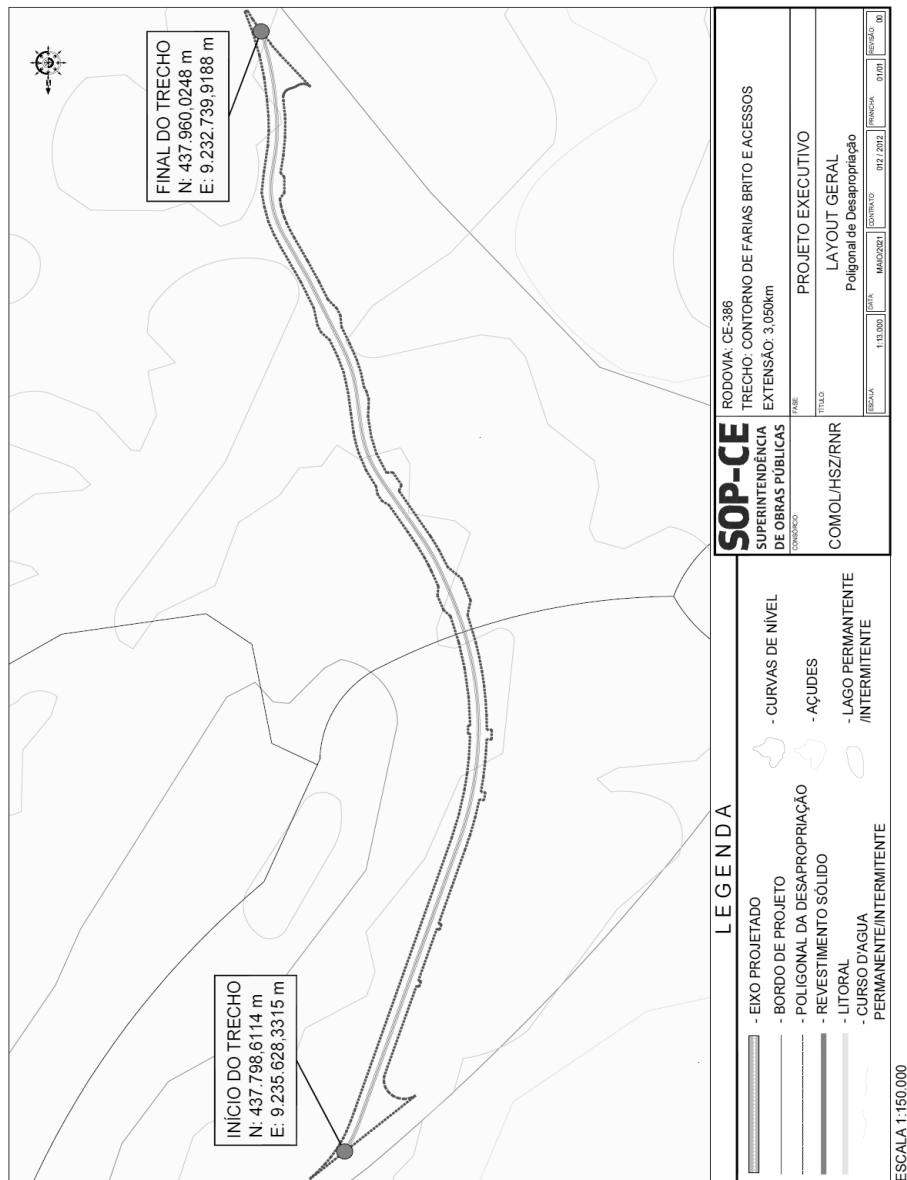 INÍCIO DO TRECHO
N: 437.798,6114 m
E: 9.235.628,3315 m
FINAL DO TRECHO
N: 437.960,0248 m
E: 9.232.739,9188 m
LEGENDA
- EIXO PROJETADO
- BORDO DE PROJETO
- POLIGONAL DA DESAPROPRIAÇÃO
- REVESTIMENTO SÓLIDO
- LITORAL
- CURSO D'AGUA
PERMANENTE/INTERMITENTE
- CURVAS DE NÍVEL
- AÇUDES
- LAGO PERMANTENTE
/INTERMITENTE
SOP-CE
SUPERINTENDÊNCIA
DE OBRAS PÚBLICAS
CONSÓRCIO:
COMOL/HSZ/RNR
RODOVIA: CE-386
TRECHO: CONTORNO DE FARIAS BRITO E ACESSOS
EXTENSÃO: 3,050km
FASE:
PROJETO EXECUTIVO
TÍTULO:
LAYOUT GERAL
Poligonal de Desapropriação
ESCALA: 1:13.000
DATA: MAIO/2021
CONTRATO: 012 / 2012
PRANCHA: 01/01
REVISÃO: 00
ESCALA 1:150.000